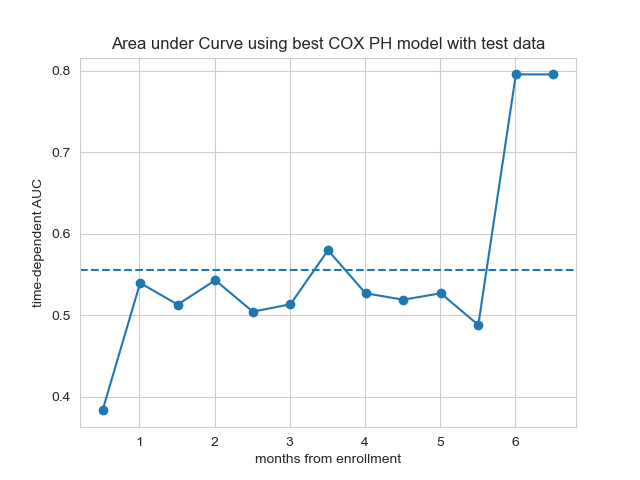 Area under Curve using best COX PH model with test data
time-dependent AUC
0.8
0.7
0.6
0.5
0.4
1 2 3 4 5 6
months from enrollment